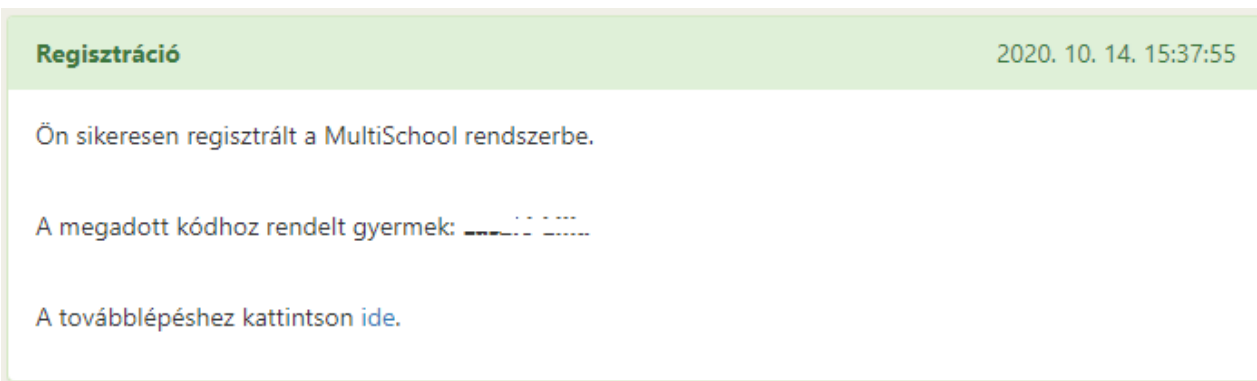 Regisztráció 2020. 10. 14. 15:37:55
Ön sikeresen regisztrált a MultiSchool rendszerbe.
A megadott kódhoz rendelt gyermek:
A továbblépéshez kattintson ide.